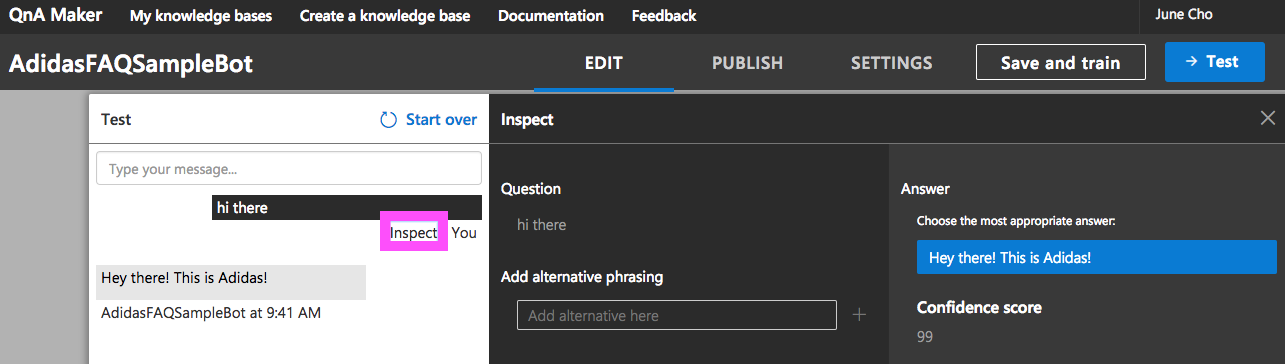 QnA Maker My knowledge bases Create a knowledge base Documentation Feedback June Cho
AdidasFAQSampleBot EDIT PUBLISH SETTINGS Save and train → Test
Test Start over
Type your message...
hi there
Inspect You
Hey there! This is Adidas!
AdidasFAQSampleBot at 9:41 AM
Inspect
Question
hi there
Add alternative phrasing
Add alternative here
Answer
Choose the most appropriate answer:
Hey there! This is Adidas!
Confidence score
99